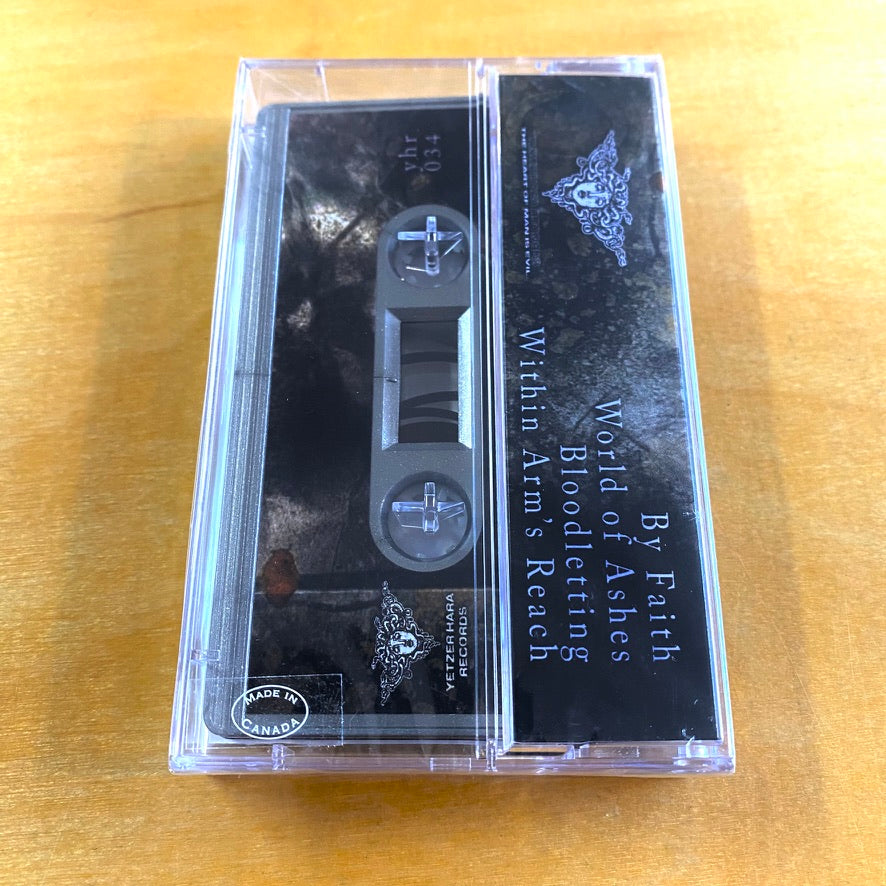 yhr
034
YETZER HARA
RECORDS
MADE IN
CANADA
THE HEART OF MAN IS EVIL
By Faith
World of Ashes
Bloodletting
Within Arm's Reach